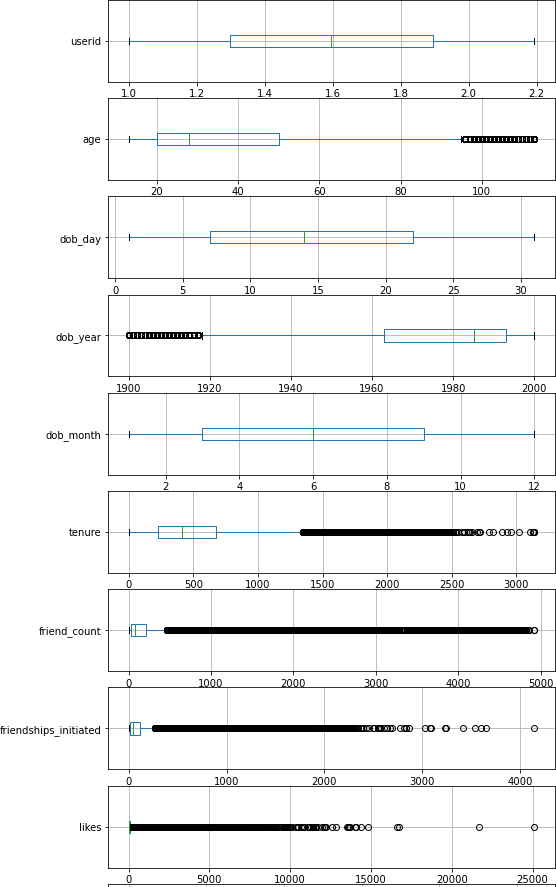 userid
1.0 1.2 1.4 1.6 1.8 2.0 2.2
age
20 40 60 80 100
dob_day
0 5 10 15 20 25 30
dob_year
1900 1920 1940 1960 1980 2000
dob_month
2 4 6 8 10 12
tenure
0 500 1000 1500 2000 2500 3000
friend_count
0 1000 2000 3000 4000 5000
friendships_initiated
0 1000 2000 3000 4000
likes
0 5000 10000 15000 20000 25000